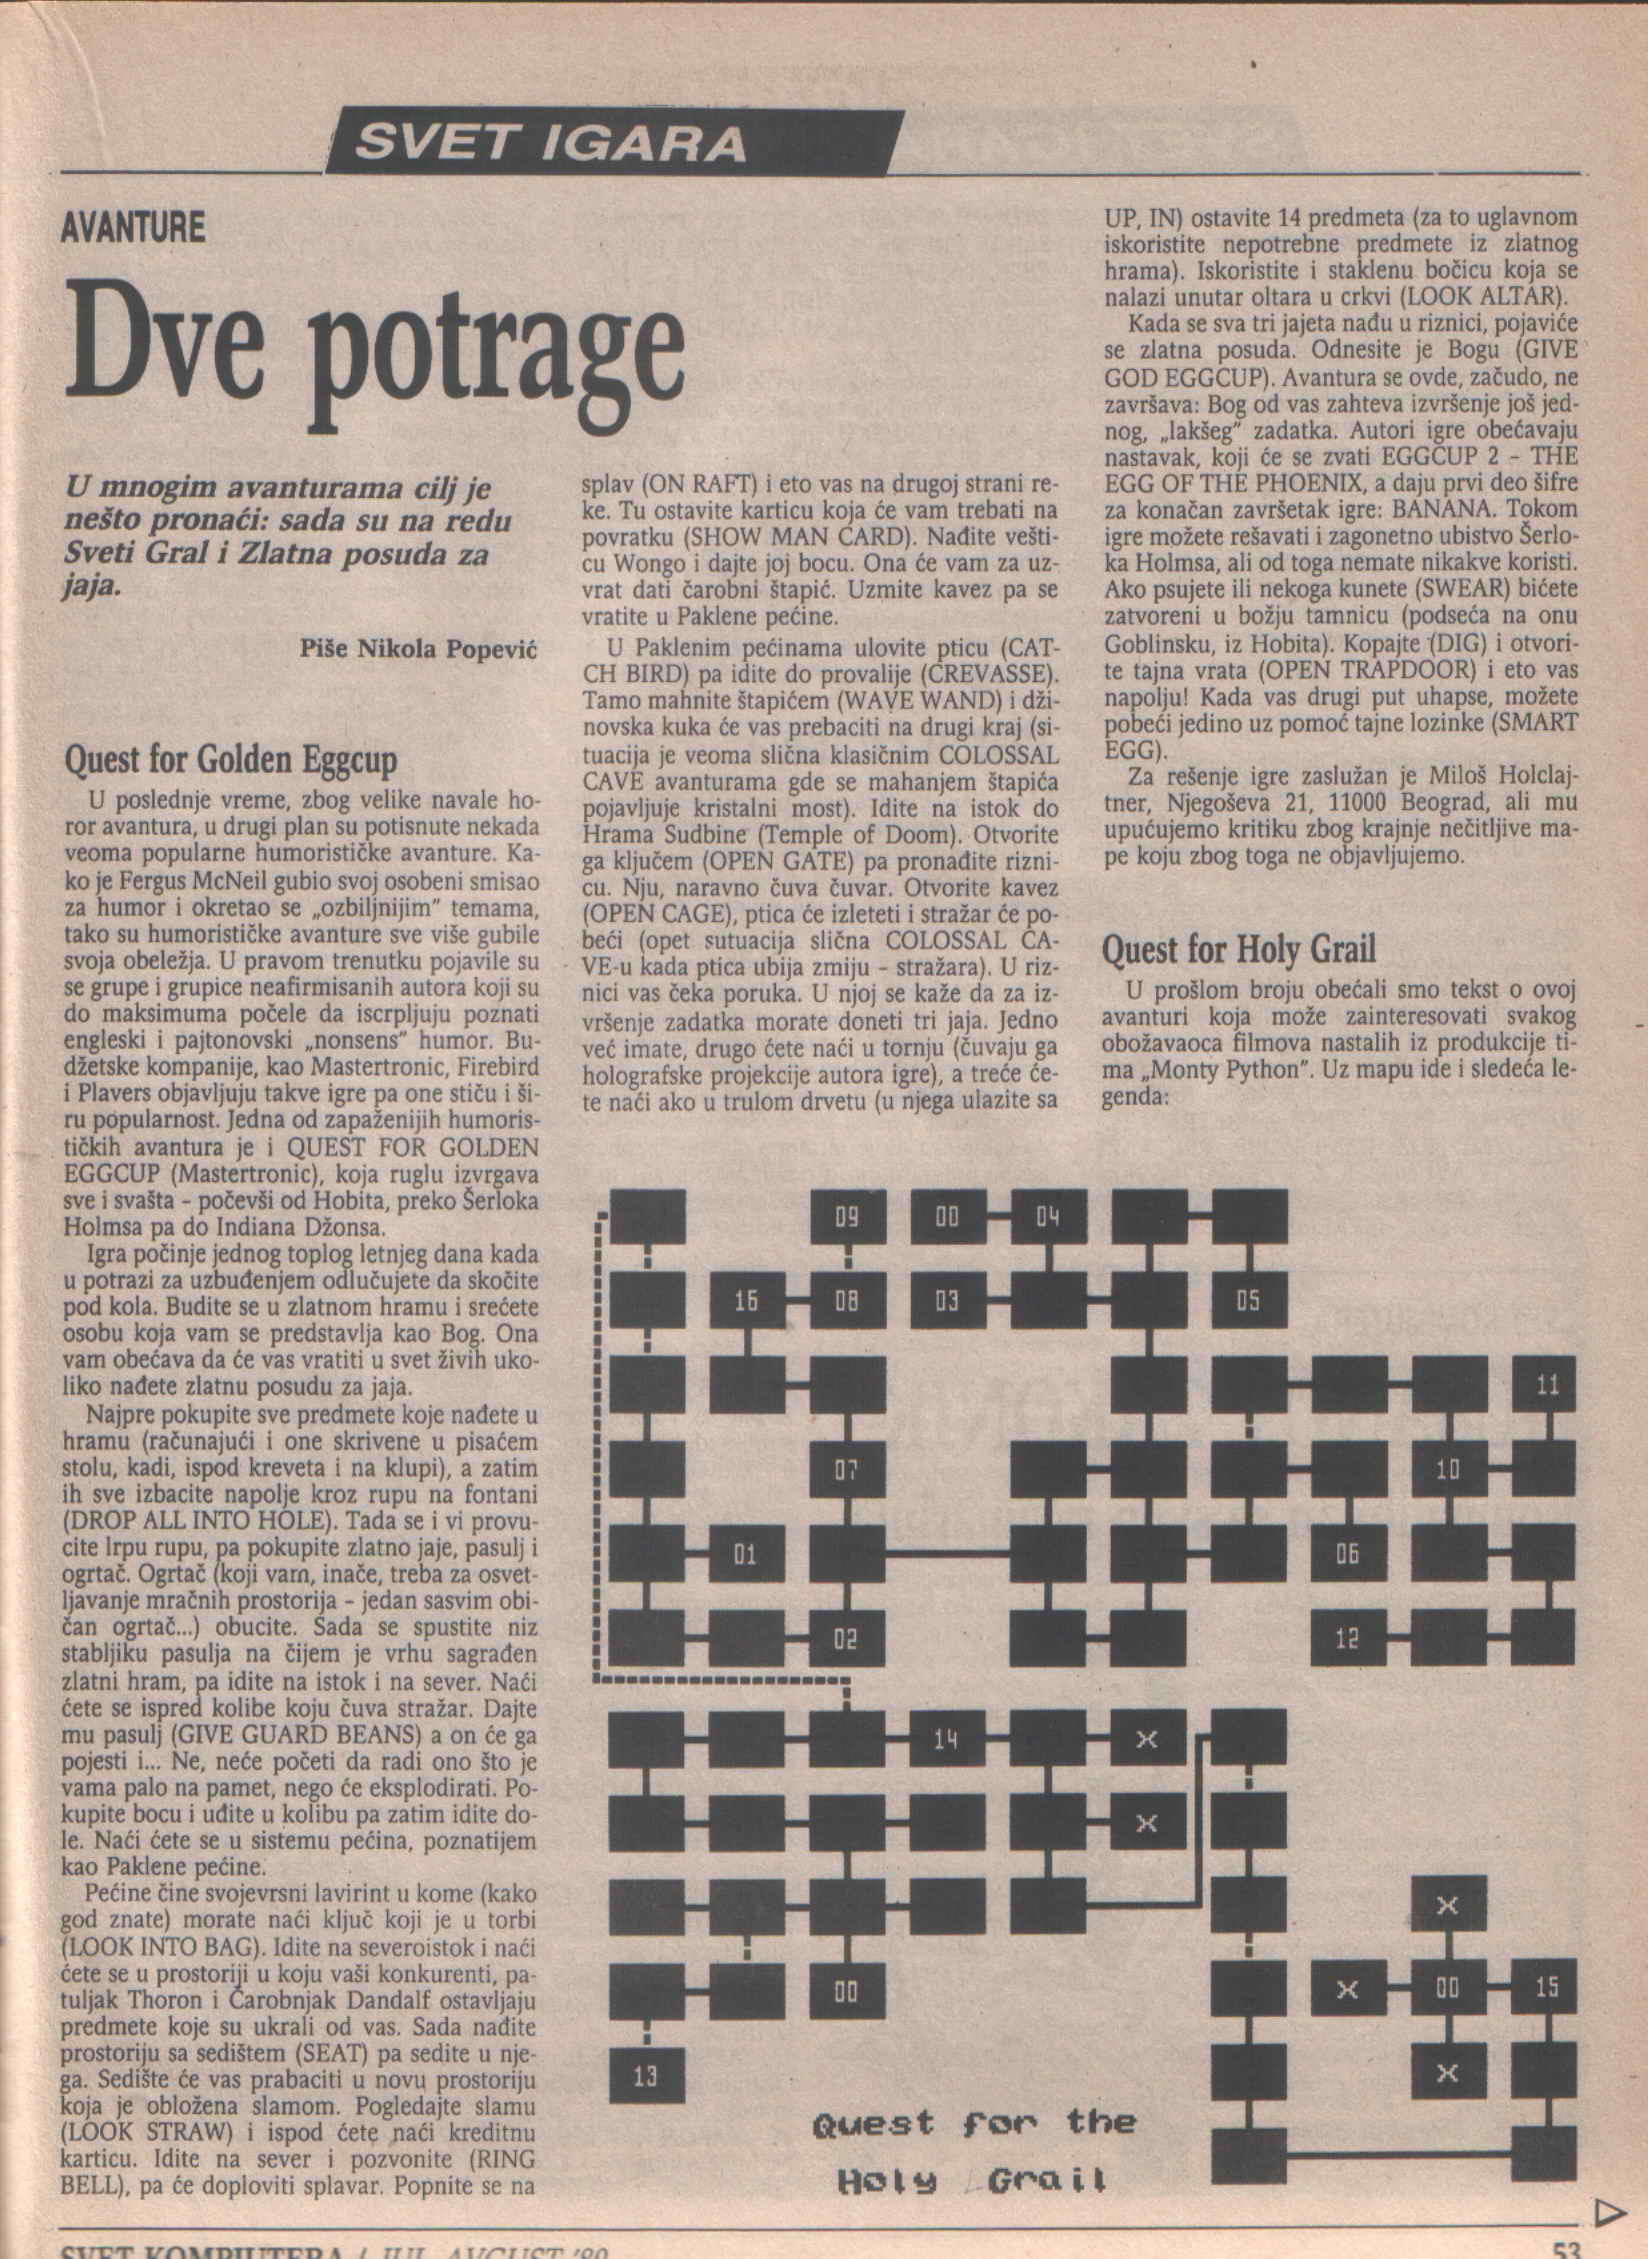 SVET IGARA
AVANTURE
Dve potrage
U mnogim avanturama cilj je
nešto pronaći: sada su na redu
Sveti Gral i Zlatna posuda za
jaja.
Piše Nikola Popević
Quest for Golden Eggcup
U poslednje vreme, zbog velike navale ho-
ror avantura, u drugi plan su potisnute nekada
veoma popularne humorističke avanture. Ka-
ko je Fergus McNeil gubio svoj osobeni smisao
za humor i okretao se „ozbiljnijim” temama,
tako su humorističke avanture sve više gubile
svoja obeležja. U pravom trenutku pojavile su
se grupe i grupice neafirmisanih autora koji su
do maksimuma počele da iscrpljuju poznati
engleski i pajtonovski „nonsens” humor. Bu-
džetske kompanije, kao Mastertronic, Firebird
i Plavers objavljuju takve igre pa one stiču i ši-
ru popularnost. Jedna od zapaženijih humoris-
tičkih avantura je i QUEST FOR GOLDEN
EGGCUP (Mastertronic), koja ruglu izvrgava
sve i svašta – počevši od Hobita, preko Šerloka
Holmsa pa do Indiana Džonsa.
Igra počinje jednog toplog letnjeg dana kada
u potrazi za uzbuđenjem odlučujete da skočite
pod kola. Budite se u zlatnom hramu i srećete
osobu koja vam se predstavlja kao Bog. Ona
vam obećava da će vas vratiti u svet živih uko-
liko nađete zlatnu posudu za jaja.
Najpre pokupite sve predmete koje nađete u
hramu (računajući i one skrivene u pisaćem
stolu, kadi, ispod kreveta i na klupi), a zatim
ih sve izbacite napolje kroz rupu na fontani
(DROP ALL INTO HOLE). Tada se i vi provu-
cite lrpu rupu, pa pokupite zlatno jaje, pasulj i
ogrtač. Ogrtač (koji vam, inače, treba za osvet-
ljavanje mračnih prostorija – jedan sasvim obi-
čan ogrtač...) obucite. Sada se spustite niz
stabljiku pasulja na čijem je vrhu sagrađen
zlatni hram, pa idite na istok i na sever. Naći
ćete se ispred kolibe koju čuva stražar. Dajte
mu pasulj (GIVE GUARD BEANS) a on će ga
pojesti i... Ne, neće početi da radi ono što je
vama palo na pamet, nego će eksplodirati. Po-
kupite bocu i uđite u kolibu pa zatim idite do-
le. Naći ćete se u sistemu pećina, poznatijem
kao Paklene pećine.
Pećine čine svojevrsni lavirint u kome (kako
god znate) morate naći ključ koji je u torbi
(LOOK INTO BAG). Idite na severoistok i naći
ćete se u prostoriji u koju vaši konkurenti, pa-
tuljak Thoron i Čarobnjak Dandalf ostavljaju
predmete koje su ukrali od vas. Sada nađite
prostoriju sa sedištem (SEAT) pa sedite u nje-
ga. Sedište će vas prabaciti u novu prostoriju
koja je obložena slamom. Pogledajte slamu
(LOOK STRAW) i ispod ćete naći kreditnu
karticu. Idite na sever i pozvonite (RING
BELL), pa će doploviti splavar. Popnite se na
splav (ON RAFT) i eto vas na drugoj strani re-
ke. Tu ostavite karticu koja će vam trebati na
povratku (SHOW MAN CARD). Nađite vešti-
cu Wongo i dajte joj bocu. Ona će vam za uz-
vrat dati čarobni štapić. Uzmite kavez pa se
vratite u Paklene pećine.
U Paklenim pećinama ulovite pticu (CAT-
CH BIRD) pa idite do provalije (CREVASSE).
Tamo mahnite štapićem (WAVE WAND) i dži-
novska kuka će vas prebaciti na drugi kraj (si-
tuacija je veoma slična klasičnim COLOSSAL
CAVE avanturama gde se mahanjem štapića
pojavljuje kristalni most). Idite na istok do
Hrama Sudbine (Temple of Doom). Otvorite
ga ključem (OPEN GATE) pa pronađite rizni-
cu. Nju, naravno čuva čuvar. Otvorite kavez
(OPEN CAGE), ptica će izleteti i stražar će po-
beći (opet sutuacija slična COLOSSAL CA-
VE-u kada ptica ubija zmiju – stražara). U riz-
nici vas čeka poruka. U njoj se kaže da za iz-
vršenje zadatka morate doneti tri jaja. Jedno
već imate, drugo ćete naći u tornju (čuvaju ga
holografske projekcije autora igre), a treće će-
te naći ako u trulom drvetu (u njega ulazite sa
UP, IN) ostavite 14 predmeta (za to uglavnom
iskoristite nepotrebne predmete iz zlatnog
hrama). Iskoristite i staklenu bočicu koja se
nalazi unutar oltara u crkvi (LOOK ALTAR).
Kada se sva tri jajeta nađu u riznici, pojaviće
se zlatna posuda. Odnesite je Bogu (GIVE
GOD EGGCUP). Avantura se ovde, začudo, ne
završava: Bog od vas zahteva izvršenje još jed-
nog, „lakšeg” zadatka. Autori igre obećavaju
nastavak, koji će se zvati EGGCUP 2 – THE
EGG OF THE PHOENIX, a daju prvi deo šifre
za konačan završetak igre: BANANA. Tokom
igre možete rešavati i zagonetno ubistvo Šerlo-
ka Holmsa, ali od toga nemate nikakve koristi.
Ako psujete ili nekoga kunete (SWEAR) bićete
zatvoreni u božju tamnicu (podseća na onu
Goblinsku, iz Hobita). Kopajte (DIG) i otvori-
te tajna vrata (OPEN TRAPDOOR) i eto vas
napolju! Kada vas drugi put uhapse, možete
pobeći jedino uz pomoć tajne lozinke (SMART
EGG).
Za rešenje igre zaslužan je Miloš Holclaj-
tner, Njegoševa 21, 11000 Beograd, ali mu
upućujemo kritiku zbog krajnje nečitljive ma-
pe koju zbog toga ne objavljujemo.
Quest for Holy Grail
U prošlom broju obećali smo tekst o ovoj
avanturi koja može zainteresovati svakog
obožavaoca filmova nastalih iz produkcije ti-
ma „Monty Python”. Uz mapu ide i sledeća le-
genda:
09 00 04
16 08 03 05
11
07 10
01 06
02 12
14 X
X
X
00 X 00 15
13 X
Quest for the
Holy Grail
SVET KOMPJUTERA / JUL-AVGUST '89
53